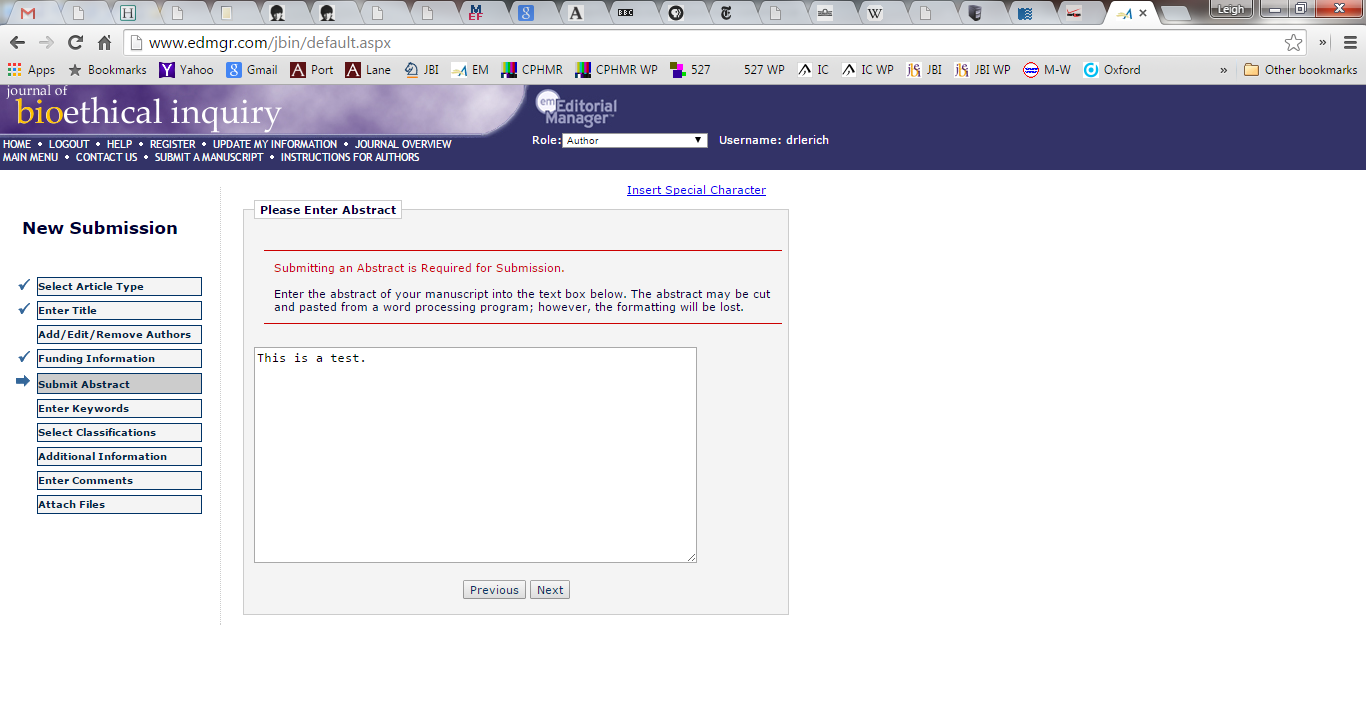 Leigh
www.edmgr.com/jbin/default.aspx
Apps Bookmarks Yahoo Gmail Port Lane JBI EM CPHMR CPHMR WP 527 527 WP IC IC WP JBI JBI WP M-W Oxford » Other bookmarks
journal of
bioethical inquiry
em Editorial
Manager™
Role: Author Username: drlerich
HOME • LOGOUT • HELP • REGISTER • UPDATE MY INFORMATION • JOURNAL OVERVIEW
MAIN MENU • CONTACT US • SUBMIT A MANUSCRIPT • INSTRUCTIONS FOR AUTHORS
Insert Special Character
New Submission
Select Article Type
Enter Title
Add/Edit/Remove Authors
Funding Information
Submit Abstract
Enter Keywords
Select Classifications
Additional Information
Enter Comments
Attach Files
Please Enter Abstract
Submitting an Abstract is Required for Submission.
Enter the abstract of your manuscript into the text box below. The abstract may be cut
and pasted from a word processing program; however, the formatting will be lost.
This is a test.
Previous Next